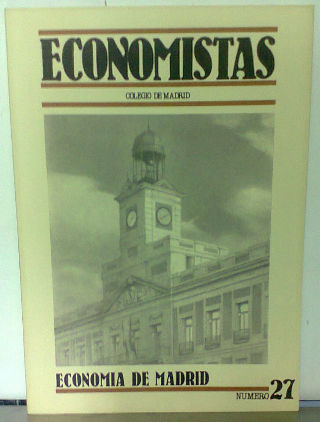 ECONOMISTAS
COLEGIO DE MADRID
ECONOMIA DE MADRID
NUMERO 27